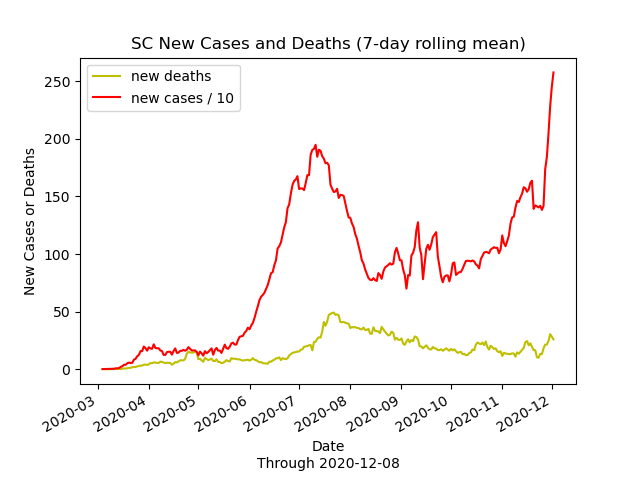 SC New Cases and Deaths (7-day rolling mean)
new deaths
new cases / 10
250
200
150
100
50
0
New Cases or Deaths
2020-03
2020-04
2020-05
2020-06
2020-07
2020-08
2020-09
2020-10
2020-11
2020-12
Date
Through 2020-12-08